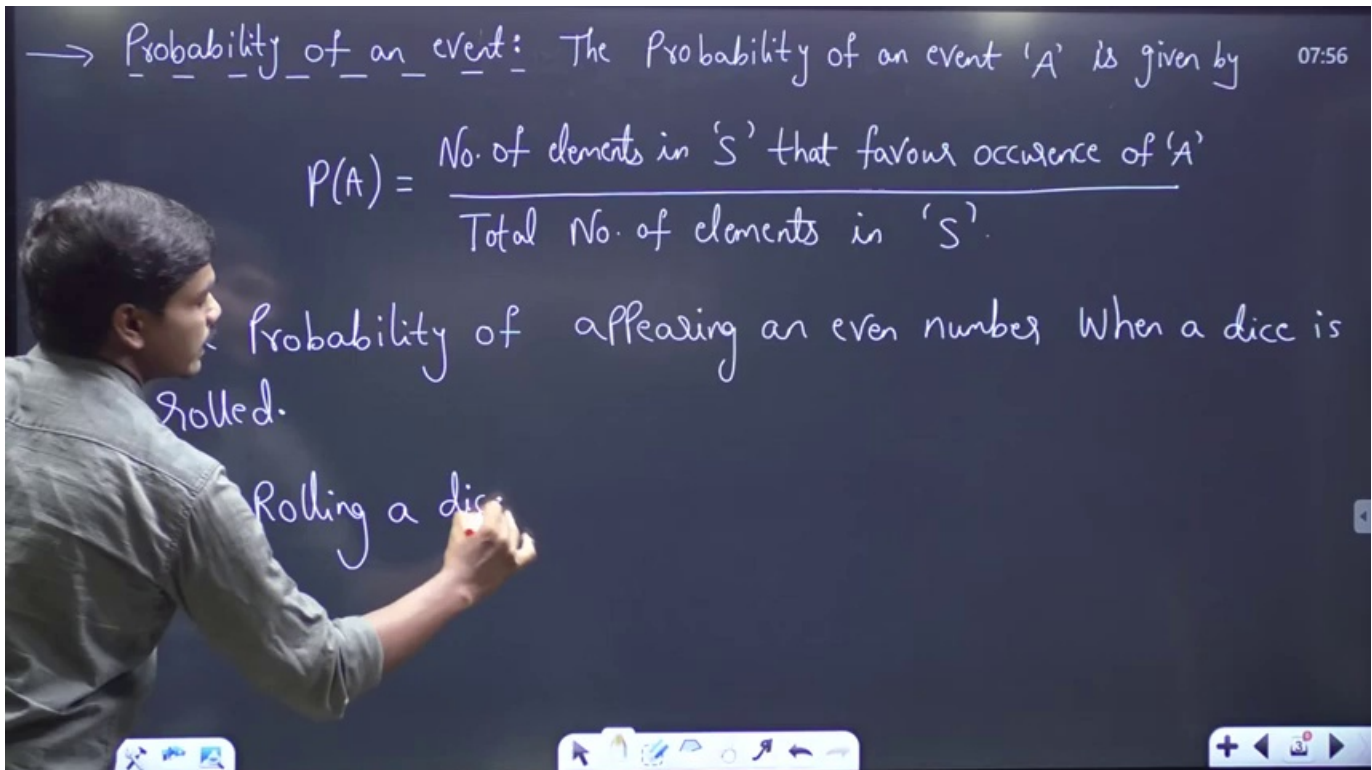 → Probability of an event: The Probability of an event 'A' is given by 07:56
P(A) = No. of elements in 'S' that favour occurence of 'A'
Total No. of elements in 'S'.
Probability of appearing an even number When a dice is
rolled.
Rolling a
3